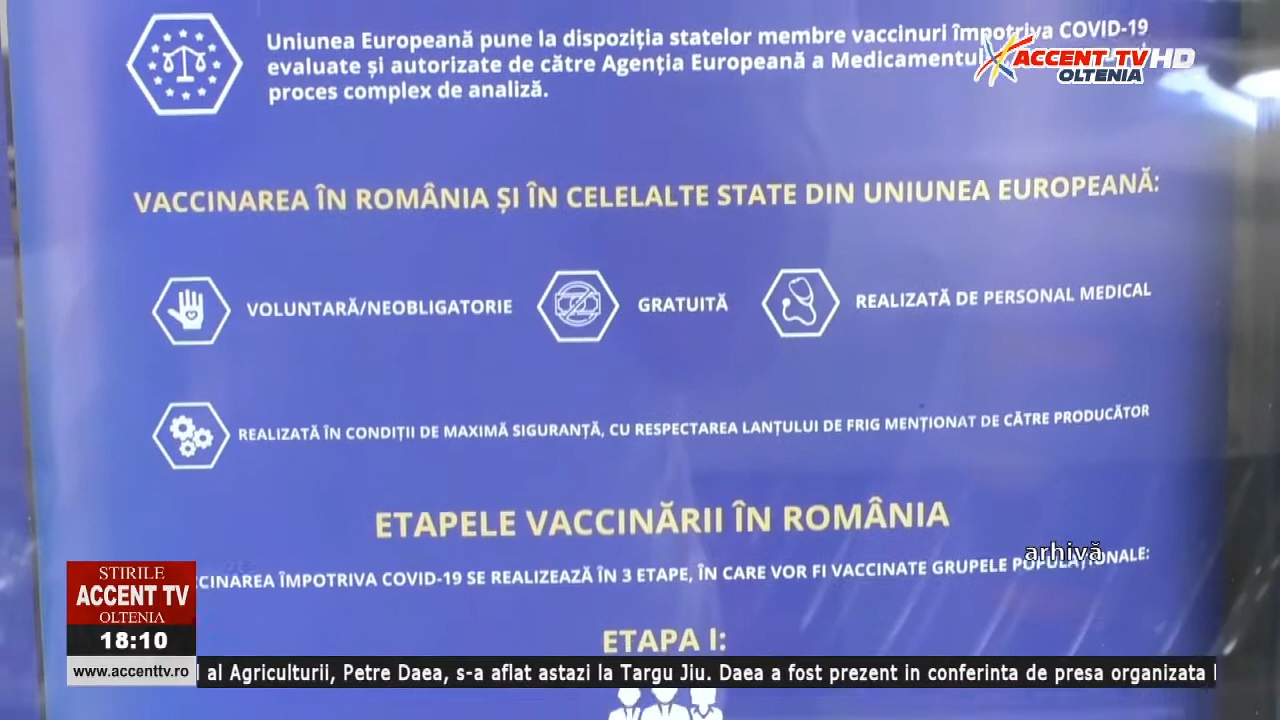 Uniunea Europeană pune la dispoziția statelor membre vaccinuri împotriva COVID-19
evaluate și autorizate de către Agenția Europeană a Medicamentului
proces complex de analiză.
ACCENT TV HD
OLTENIA
VACCINAREA ÎN ROMÂNIA ȘI ÎN CELELALTE STATE DIN UNIUNEA EUROPEANĂ:
VOLUNTARĂ/NEOBLIGATORIE
GRATUITĂ
REALIZATĂ DE PERSONAL MEDICAL
REALIZATĂ ÎN CONDIȚII DE MAXIMĂ SIGURANȚĂ, CU RESPECTAREA LANȚULUI DE FRIG MENȚIONAT DE CĂTRE PRODUCĂTOR
ETAPELE VACCINĂRII ÎN ROMÂNIA
arhivă
CCINAREA ÎMPOTRIVA COVID-19 SE REALIZEAZĂ ÎN 3 ETAPE, ÎN CARE VOR FI VACCINATE GRUPELE POPULAȚIONALE:
ETAPA I:
STIRILE
ACCENT TV
OLTENIA
18:10
www.accenttv.ro
l al Agriculturii, Petre Daea, s-a aflat astazi la Targu Jiu. Daea a fost prezent in conferinta de presa organizata